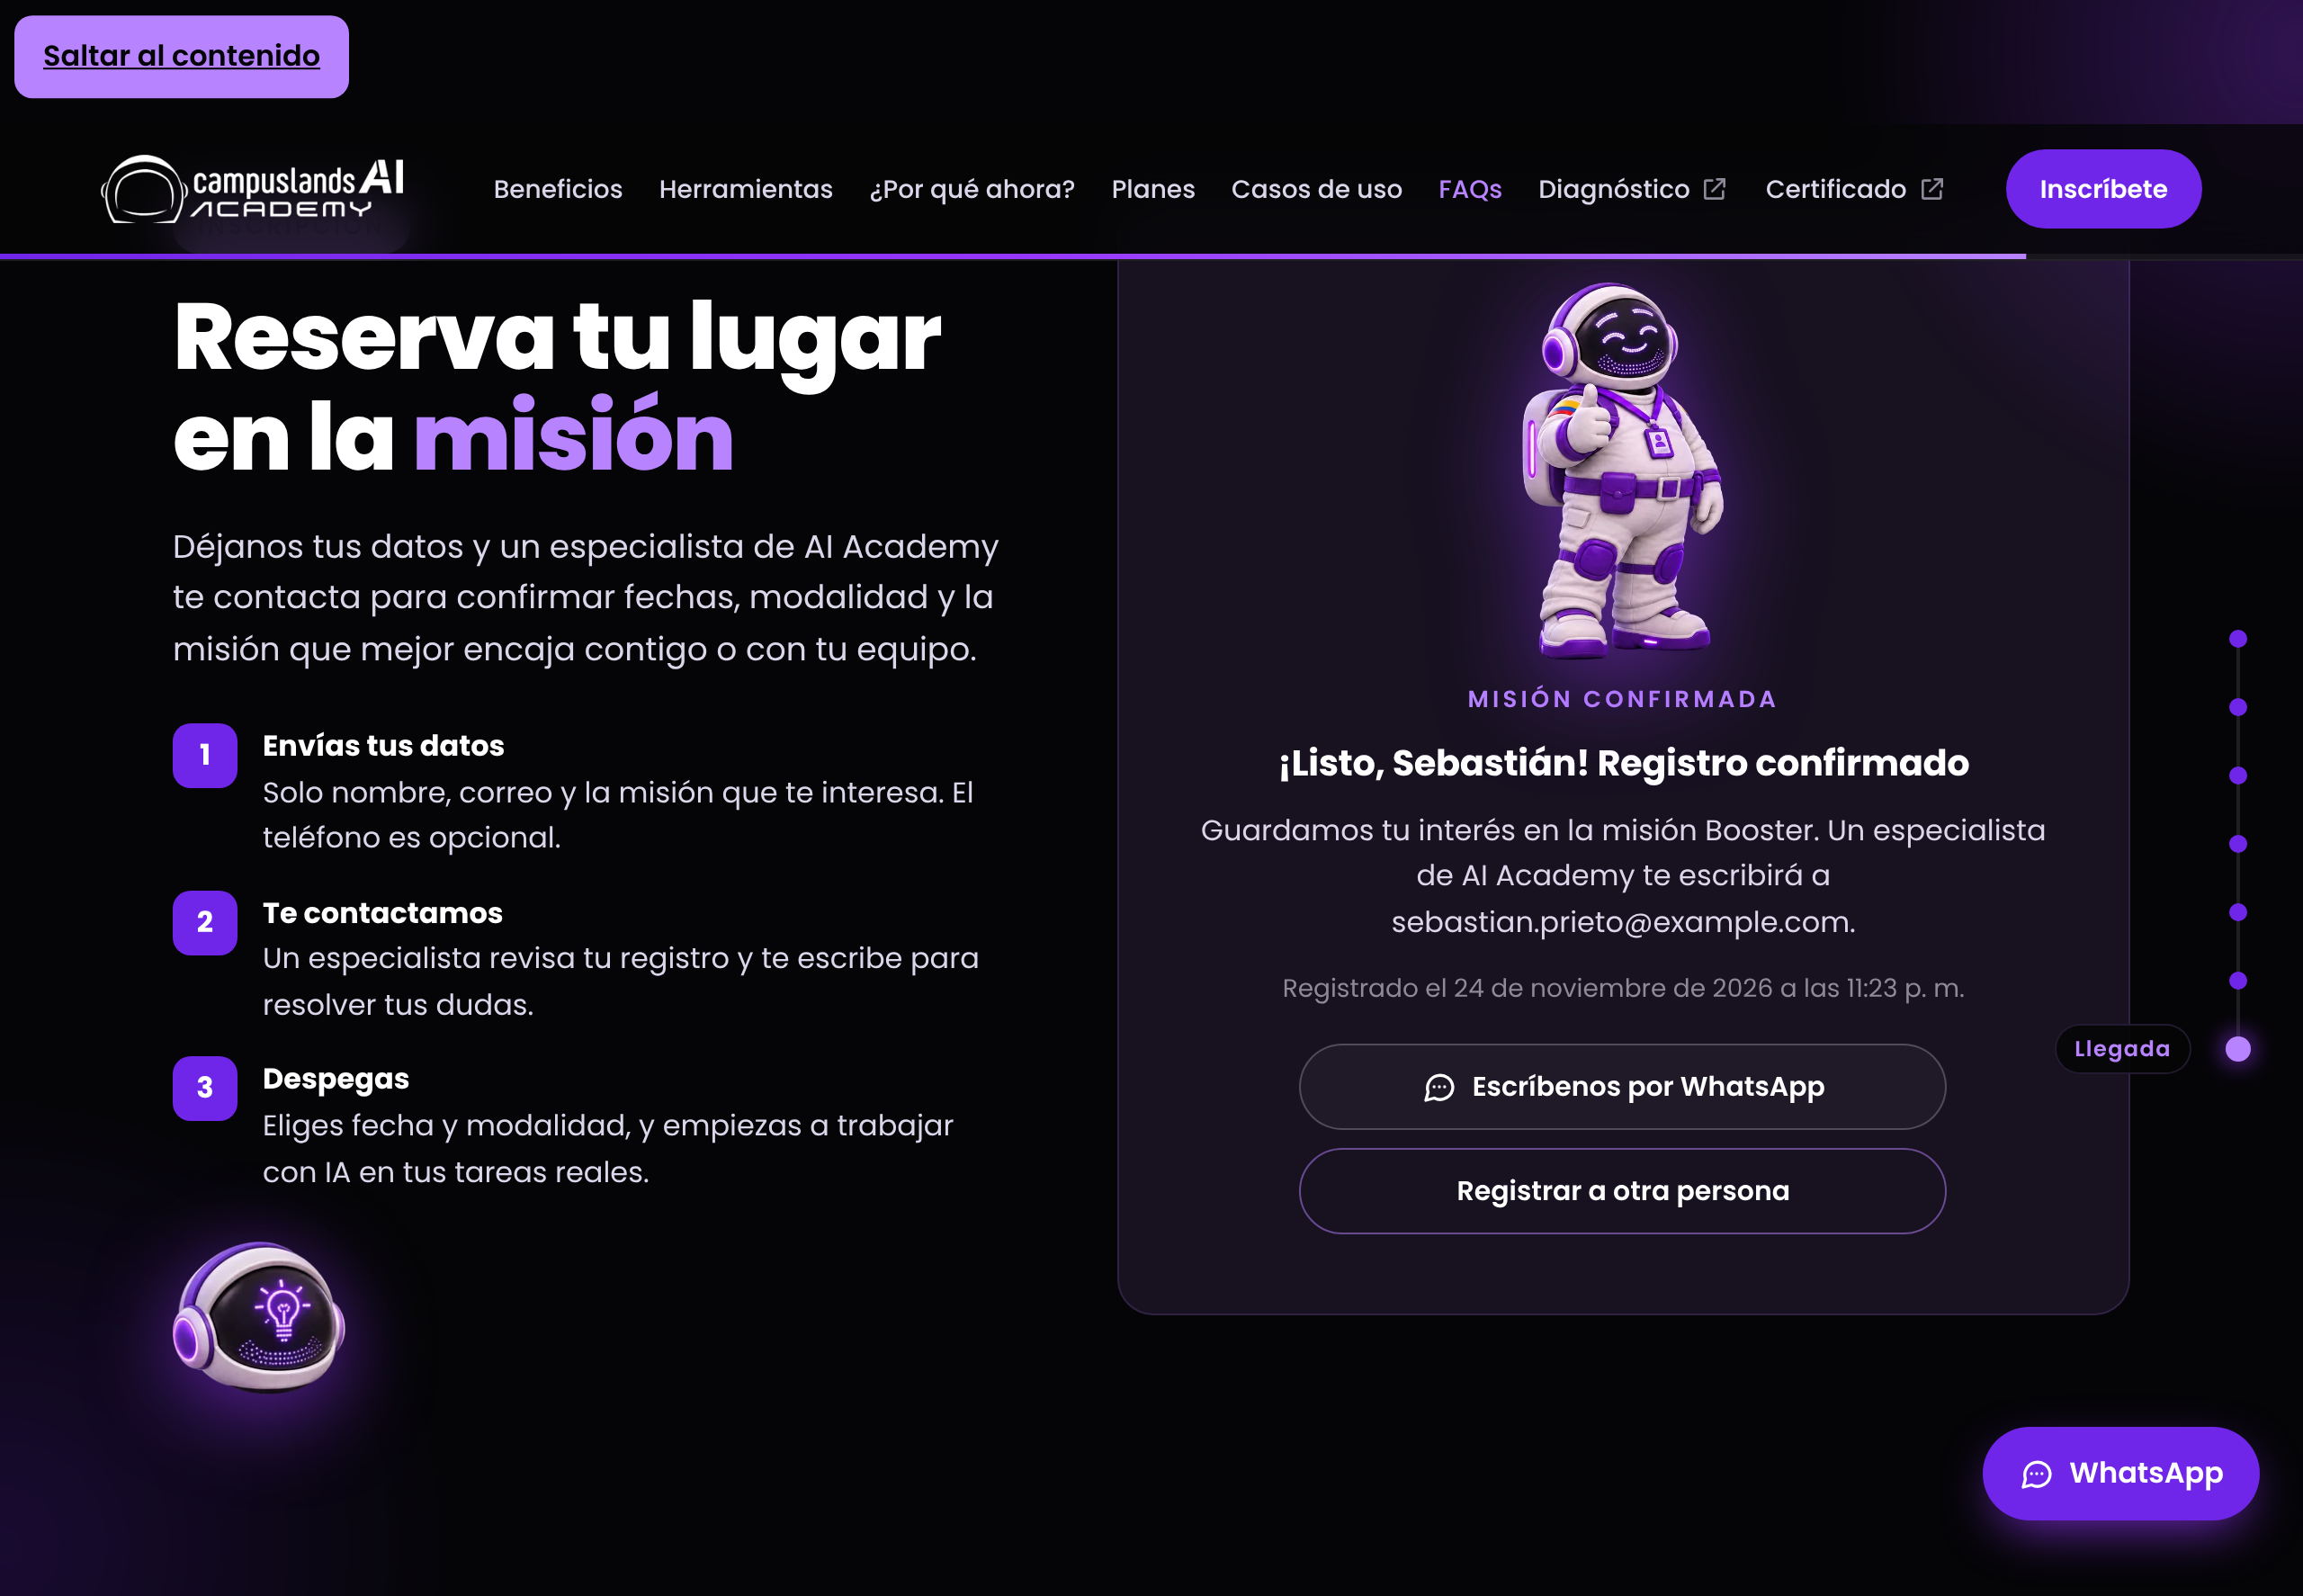 Saltar al contenido
campuslands AI
ACADEMY
Beneficios
Herramientas
¿Por qué ahora?
Planes
Casos de uso
FAQs
Diagnóstico
Certificado
Inscríbete
INSCRIPCIÓN
Reserva tu lugar
en la misión
Déjanos tus datos y un especialista de AI Academy
te contacta para confirmar fechas, modalidad y la
misión que mejor encaja contigo o con tu equipo.
1
Envías tus datos
Solo nombre, correo y la misión que te interesa. El
teléfono es opcional.
2
Te contactamos
Un especialista revisa tu registro y te escribe para
resolver tus dudas.
3
Despegas
Eliges fecha y modalidad, y empiezas a trabajar
con IA en tus tareas reales.
MISIÓN CONFIRMADA
¡Listo, Sebastián! Registro confirmado
Guardamos tu interés en la misión Booster. Un especialista
de AI Academy te escribirá a
sebastian.prieto@example.com.
Registrado el 24 de noviembre de 2026 a las 11:23 p. m.
Escríbenos por WhatsApp
Registrar a otra persona
Llegada
WhatsApp